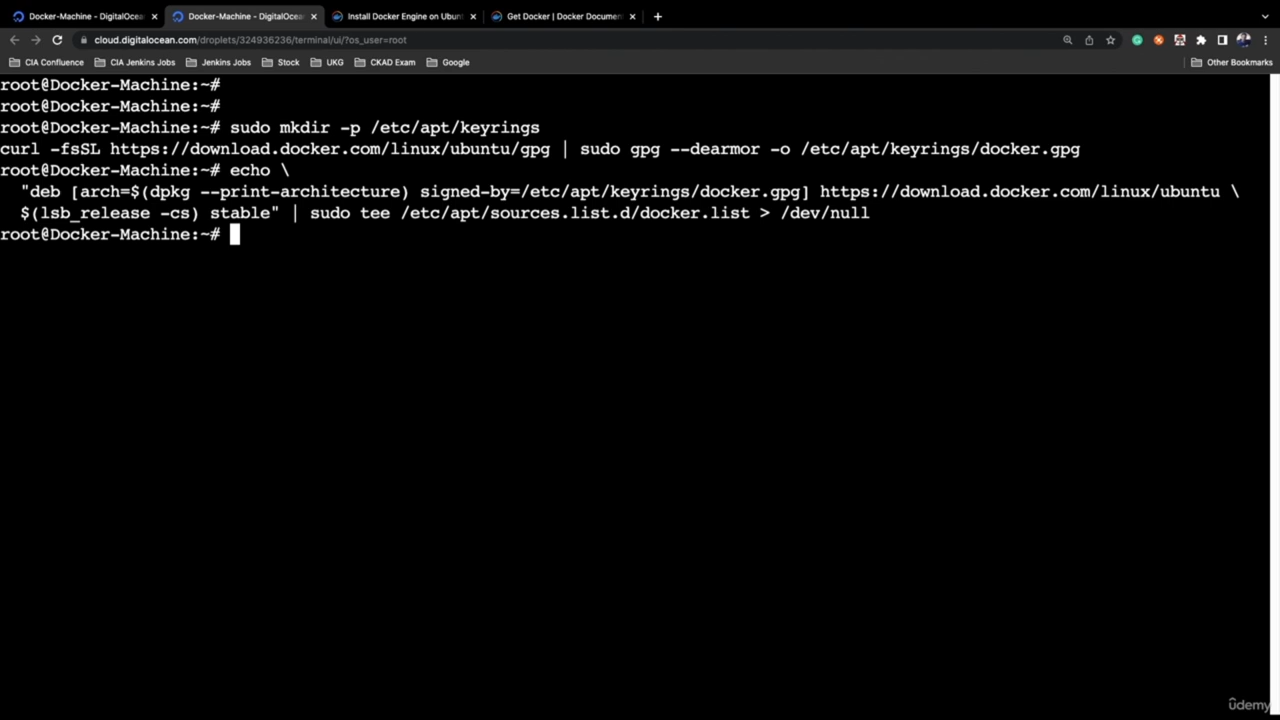 Docker-Machine - DigitalOcean
Docker-Machine - DigitalOcea
Install Docker Engine on Ubunt
Get Docker | Docker Document
cloud.digitalocean.com/droplets/324936236/terminal/ui/?os_user=root
CIA Confluence CIA Jenkins Jobs Jenkins Jobs Stock UKG CKAD Exam Google Other Bookmarks
root@Docker-Machine:~#
root@Docker-Machine:~#
root@Docker-Machine:~# sudo mkdir -p /etc/apt/keyrings
curl -fsSL https://download.docker.com/linux/ubuntu/gpg | sudo gpg --dearmor -o /etc/apt/keyrings/docker.gpg
root@Docker-Machine:~# echo \
"deb [arch=$(dpkg --print-architecture) signed-by=/etc/apt/keyrings/docker.gpg] https://download.docker.com/linux/ubuntu \
$(lsb_release -cs) stable" | sudo tee /etc/apt/sources.list.d/docker.list > /dev/null
root@Docker-Machine:~#
ûdemy